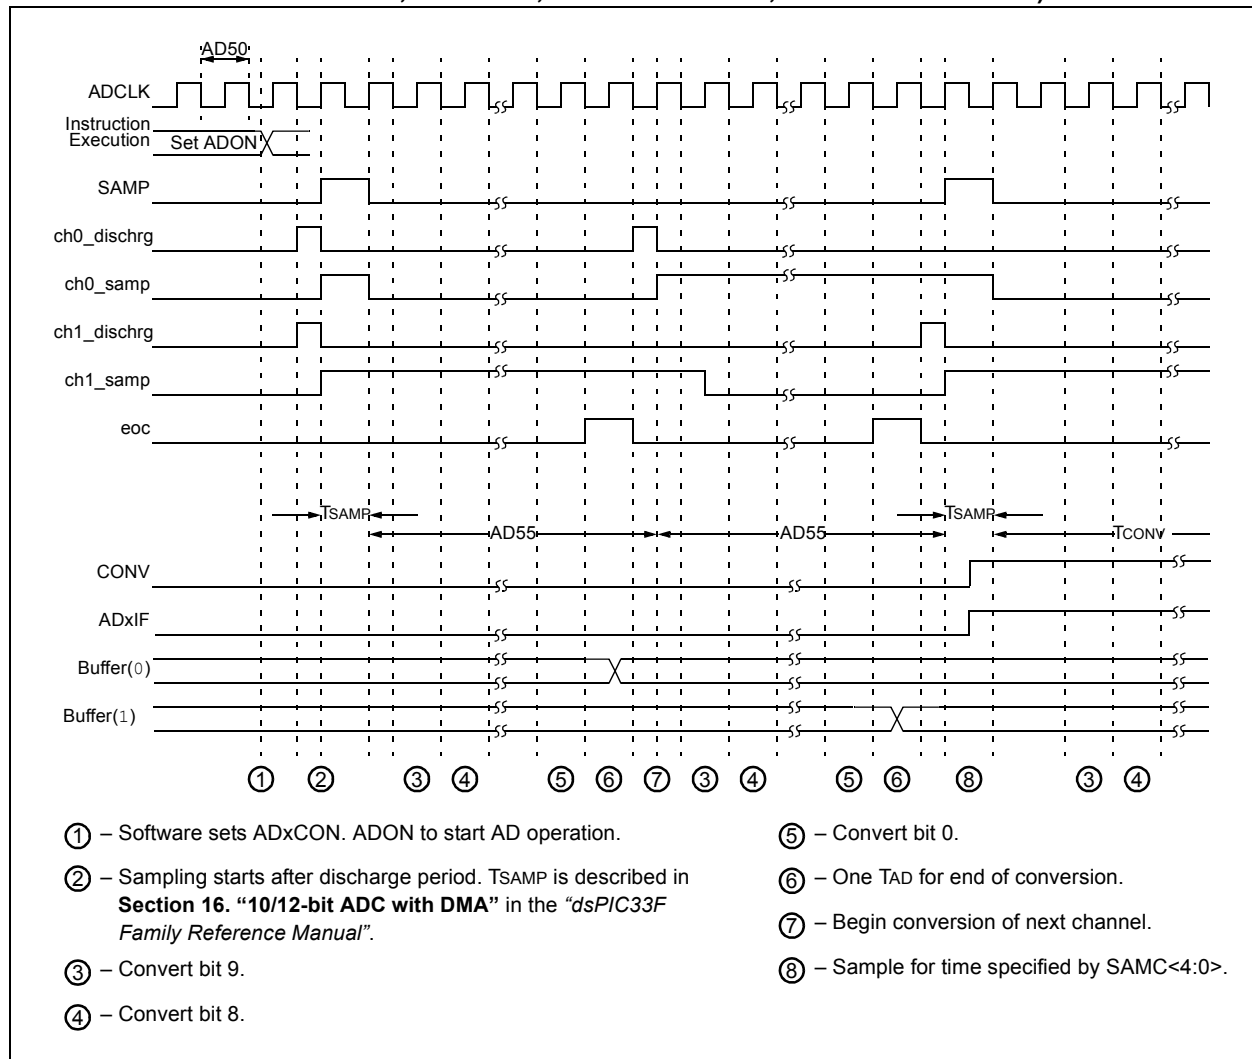 AD50
ADCLK
Instruction
Execution
Set ADON
SAMP
ch0_dischrg
ch0_samp
ch1_dischrg
ch1_samp
eoc
TSAMP
TSAMP
AD55
AD55
TCONV
CONV
ADxIF
Buffer(0)
Buffer(1)
1 2 3 4 5 6 7 3 4 5 6 8 3 4
1 – Software sets ADxCON. ADON to start AD operation.
2 – Sampling starts after discharge period. TSAMP is described in
Section 16. “10/12-bit ADC with DMA” in the “dsPIC33F
Family Reference Manual”.
3 – Convert bit 9.
4 – Convert bit 8.
5 – Convert bit 0.
6 – One TAD for end of conversion.
7 – Begin conversion of next channel.
8 – Sample for time specified by SAMC<4:0>.